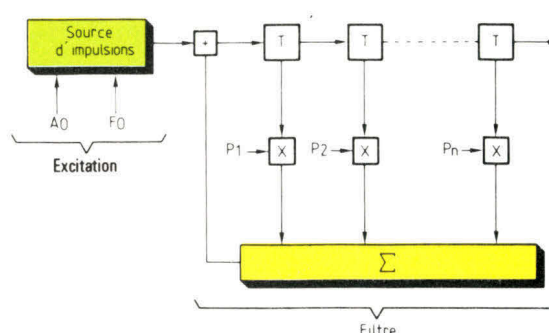 Source
d'impulsions
+
T
T
T
A0
F0
P1
X
P2
X
Pn
X
Excitation
Σ
Filtre